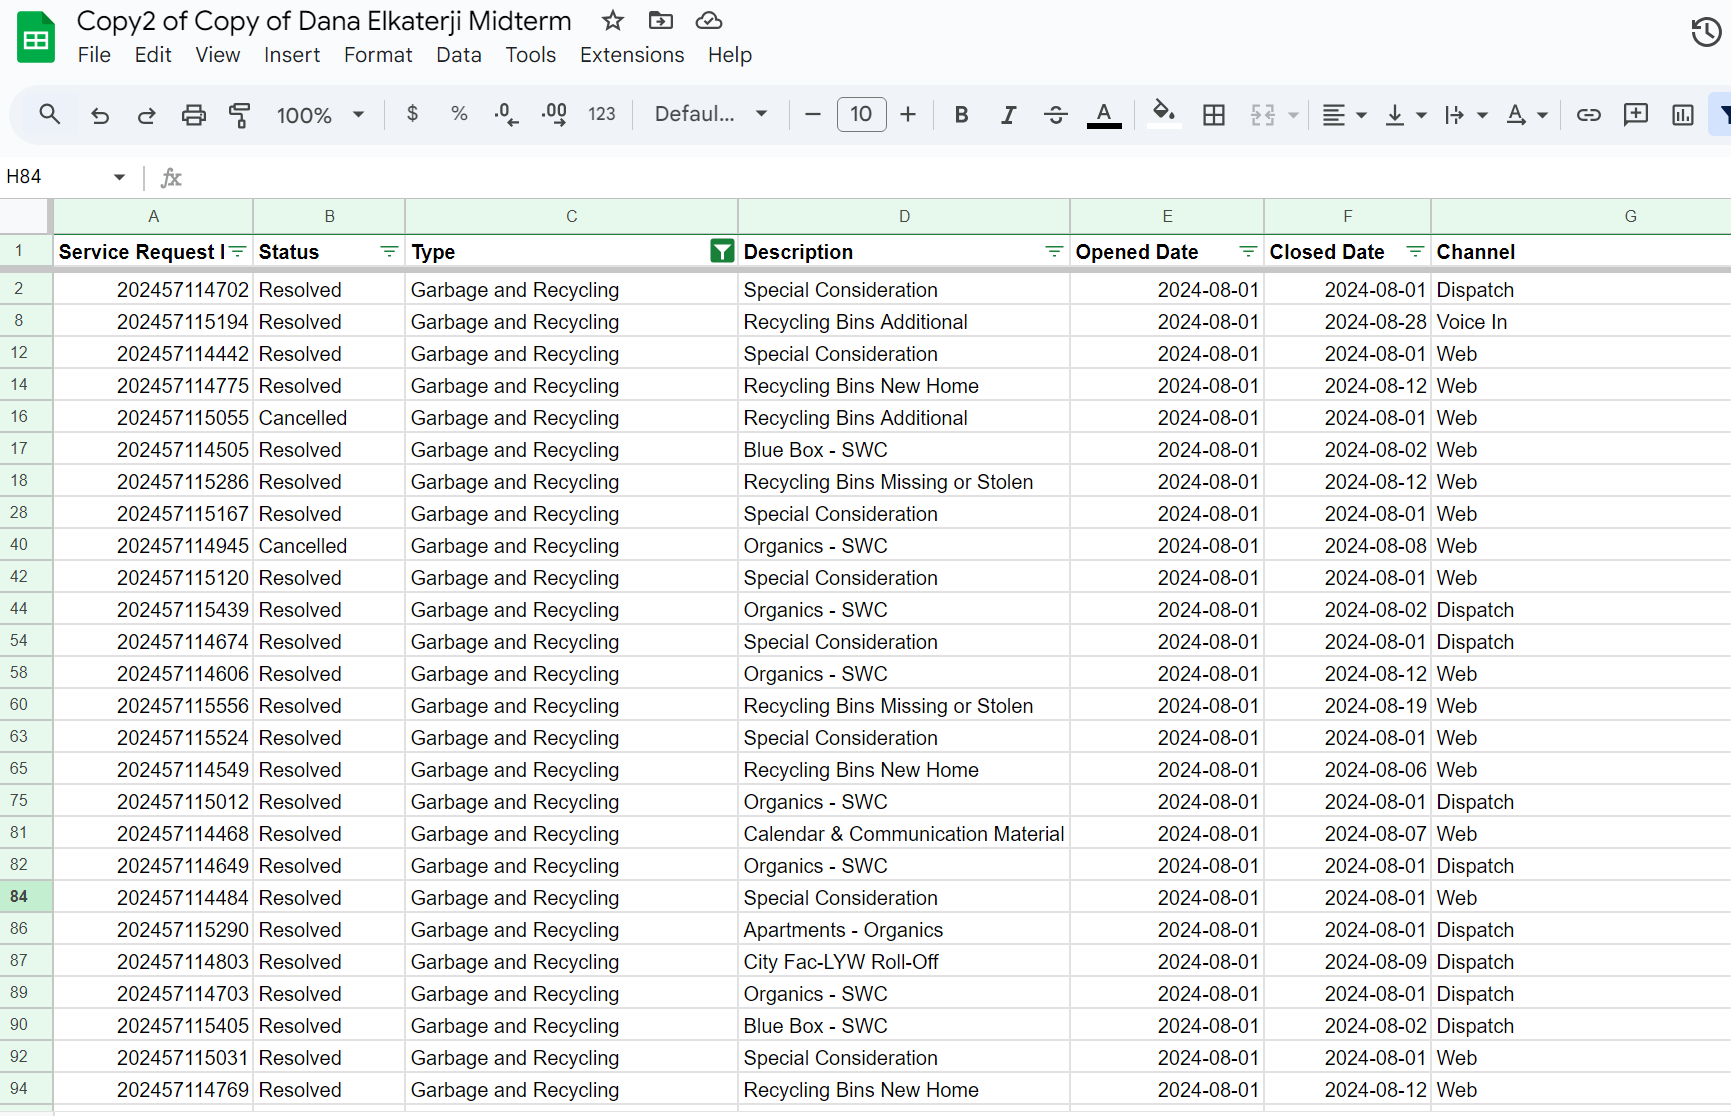 Copy2 of Copy of Dana Elkaterji Midterm
File Edit View Insert Format Data Tools Extensions Help
100% $ % .0 .00 123 Defaul... 10 B I A A
H84 fx
A B C D E F G
1 Service Request I Status Type Description Opened Date Closed Date Channel
2 202457114702 Resolved Garbage and Recycling Special Consideration 2024-08-01 2024-08-01 Dispatch
8 202457115194 Resolved Garbage and Recycling Recycling Bins Additional 2024-08-01 2024-08-28 Voice In
12 202457114442 Resolved Garbage and Recycling Special Consideration 2024-08-01 2024-08-01 Web
14 202457114775 Resolved Garbage and Recycling Recycling Bins New Home 2024-08-01 2024-08-12 Web
16 202457115055 Cancelled Garbage and Recycling Recycling Bins Additional 2024-08-01 2024-08-01 Web
17 202457114505 Resolved Garbage and Recycling Blue Box - SWC 2024-08-01 2024-08-02 Web
18 202457115286 Resolved Garbage and Recycling Recycling Bins Missing or Stolen 2024-08-01 2024-08-12 Web
28 202457115167 Resolved Garbage and Recycling Special Consideration 2024-08-01 2024-08-01 Web
40 202457114945 Cancelled Garbage and Recycling Organics - SWC 2024-08-01 2024-08-08 Web
42 202457115120 Resolved Garbage and Recycling Special Consideration 2024-08-01 2024-08-01 Web
44 202457115439 Resolved Garbage and Recycling Organics - SWC 2024-08-01 2024-08-02 Dispatch
54 202457114674 Resolved Garbage and Recycling Special Consideration 2024-08-01 2024-08-01 Dispatch
58 202457114606 Resolved Garbage and Recycling Organics - SWC 2024-08-01 2024-08-12 Web
60 202457115556 Resolved Garbage and Recycling Recycling Bins Missing or Stolen 2024-08-01 2024-08-19 Web
63 202457115524 Resolved Garbage and Recycling Special Consideration 2024-08-01 2024-08-01 Web
65 202457114549 Resolved Garbage and Recycling Recycling Bins New Home 2024-08-01 2024-08-06 Web
75 202457115012 Resolved Garbage and Recycling Organics - SWC 2024-08-01 2024-08-01 Dispatch
81 202457114468 Resolved Garbage and Recycling Calendar & Communication Material 2024-08-01 2024-08-07 Web
82 202457114649 Resolved Garbage and Recycling Organics - SWC 2024-08-01 2024-08-01 Dispatch
84 202457114484 Resolved Garbage and Recycling Special Consideration 2024-08-01 2024-08-01 Web
86 202457115290 Resolved Garbage and Recycling Apartments - Organics 2024-08-01 2024-08-01 Dispatch
87 202457114803 Resolved Garbage and Recycling City Fac-LYW Roll-Off 2024-08-01 2024-08-09 Dispatch
89 202457114703 Resolved Garbage and Recycling Organics - SWC 2024-08-01 2024-08-01 Dispatch
90 202457115405 Resolved Garbage and Recycling Blue Box - SWC 2024-08-01 2024-08-02 Dispatch
92 202457115031 Resolved Garbage and Recycling Special Consideration 2024-08-01 2024-08-01 Web
94 202457114769 Resolved Garbage and Recycling Recycling Bins New Home 2024-08-01 2024-08-12 Web